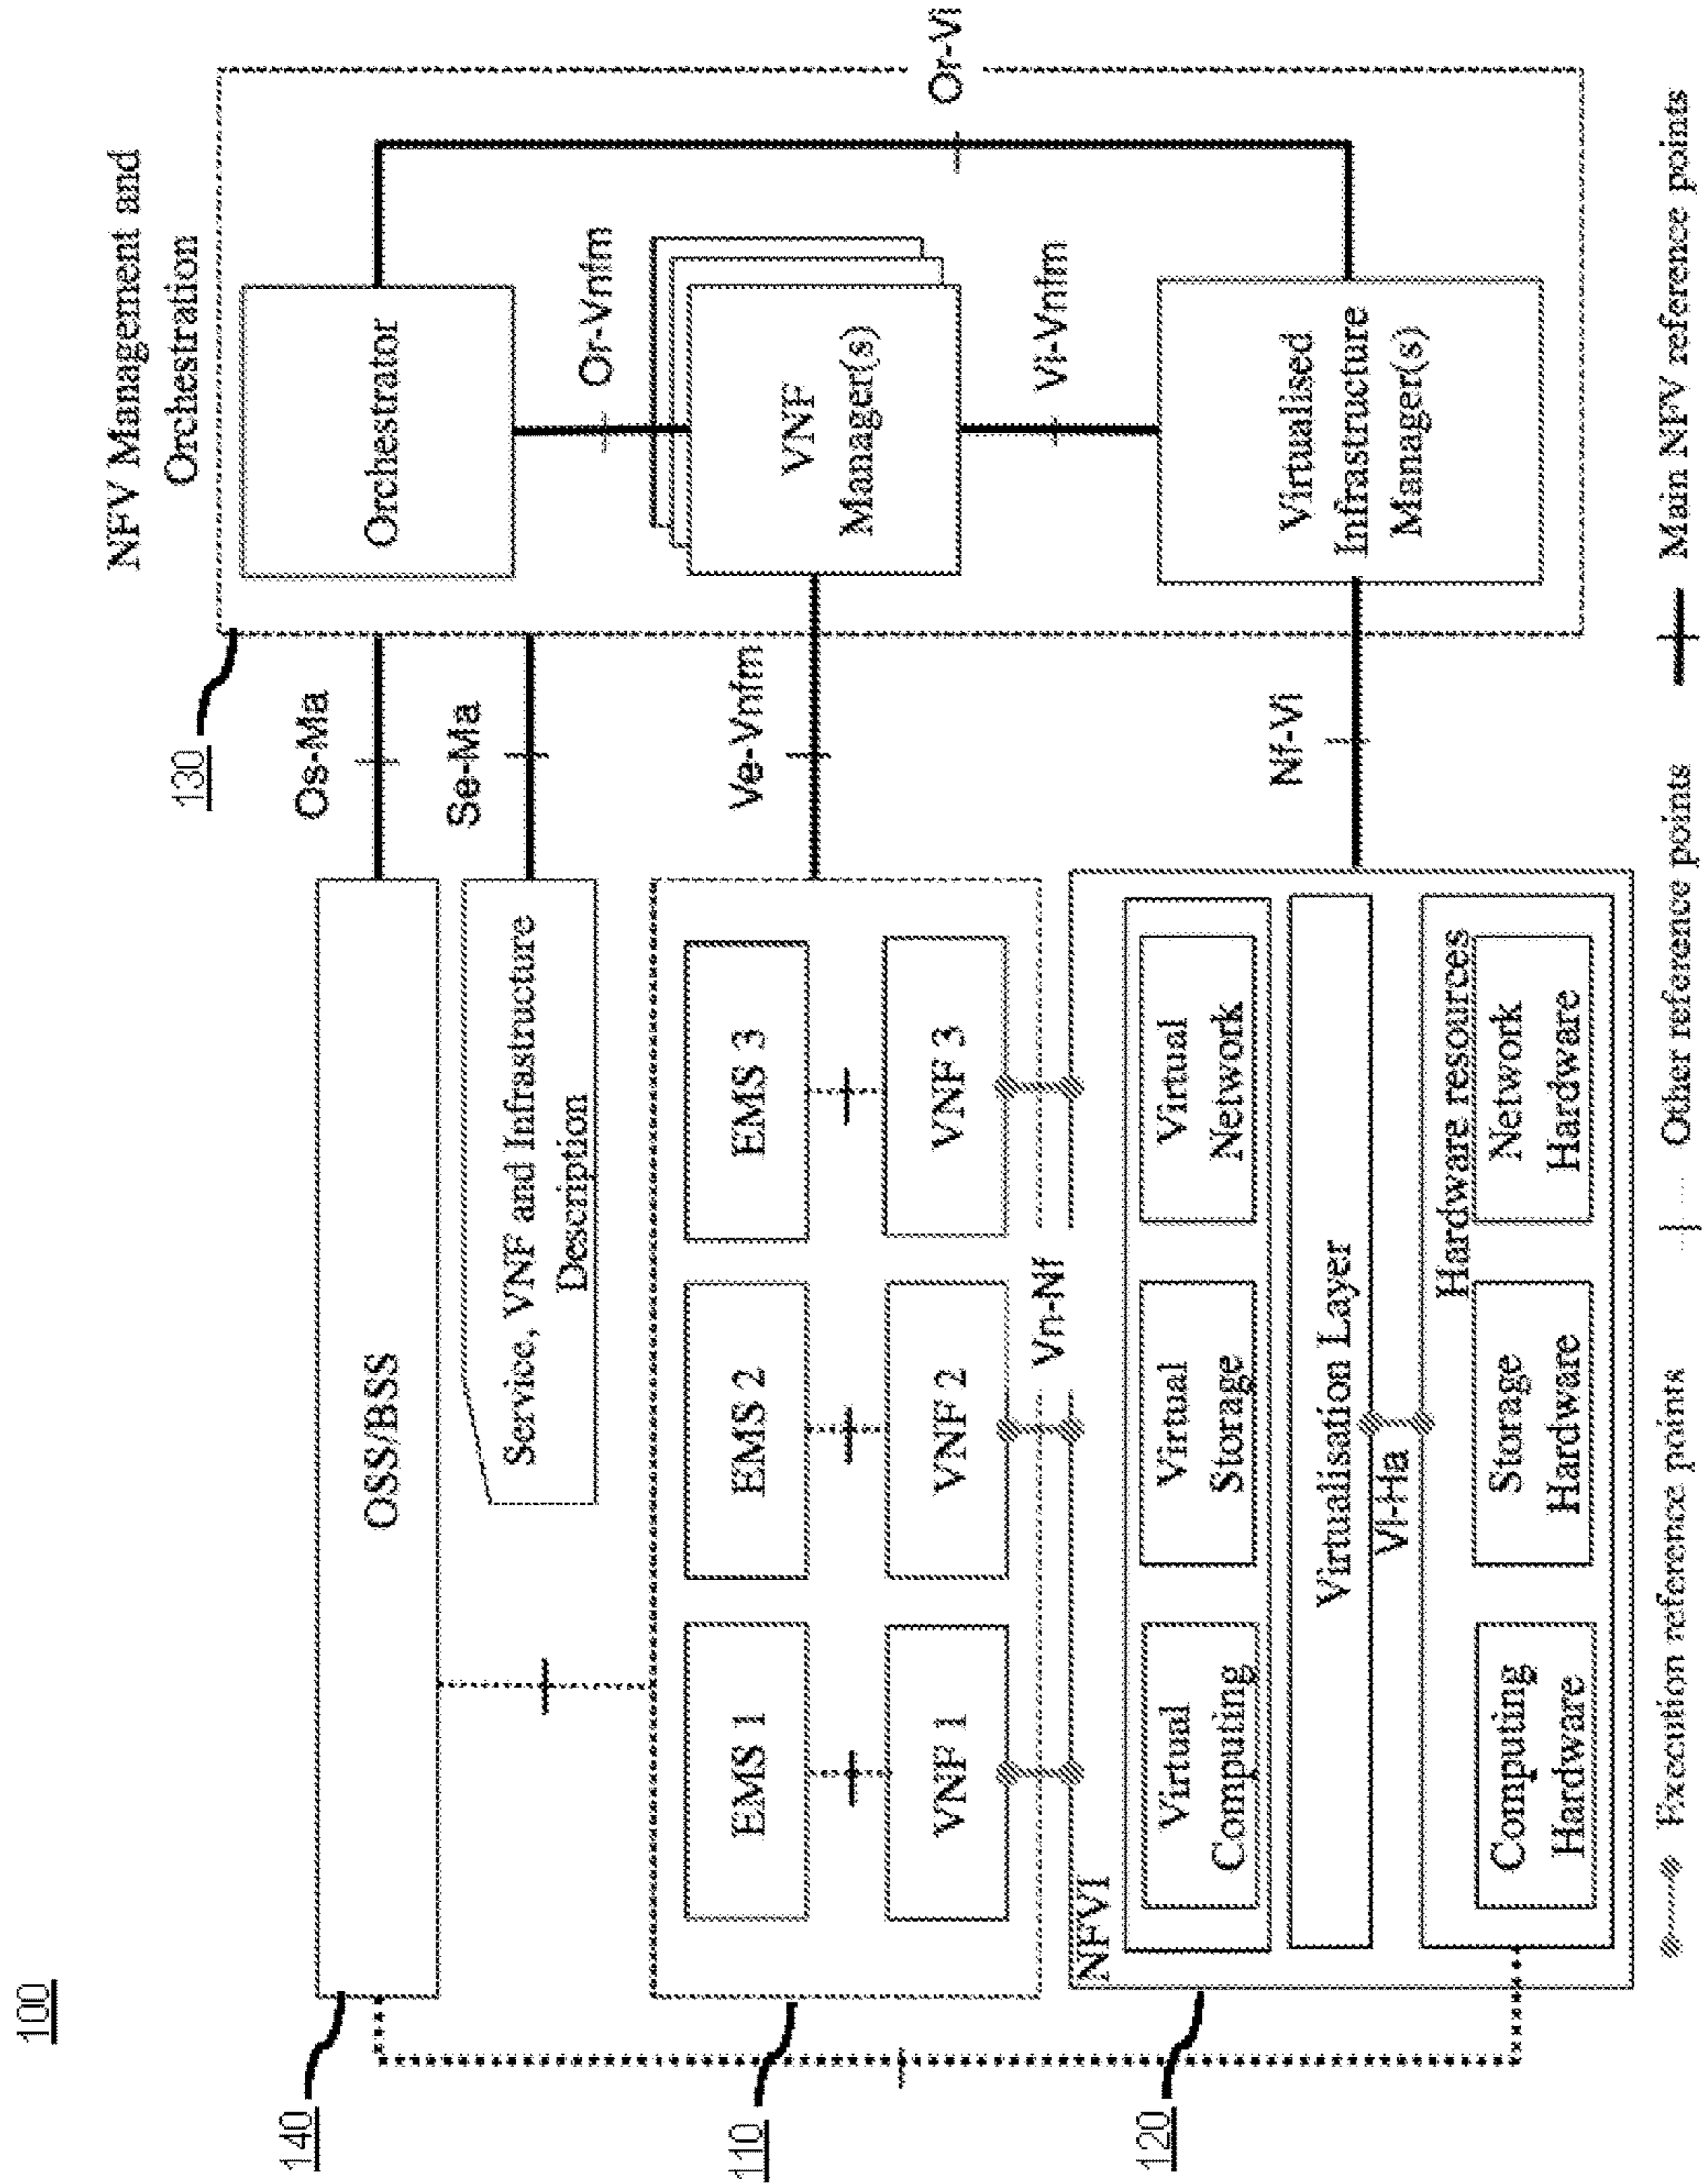 100
NFV Management and
Orchestration
130
140
OSS/BSS
Os-Ma
Orchestrator
Or-Vnfm
Service, VNF and Infrastructure
Description
Se-Ma
110
EMS 1
EMS 2
EMS 3
Ve-Vnfm
VNF
Manager(s)
VNF 1
VNF 2
VNF 3
Or-Vi
Vn-Nf
Vi-Vnfm
NFVI
120
Virtual
Computing
Virtual
Storage
Virtual
Network
Nf-Vi
Virtualised
Infrastructure
Manager(s)
Virtualisation Layer
Vl-Ha
Hardware resources
Computing
Hardware
Storage
Hardware
Network
Hardware
Execution reference points
Other reference points
Main NFV reference points